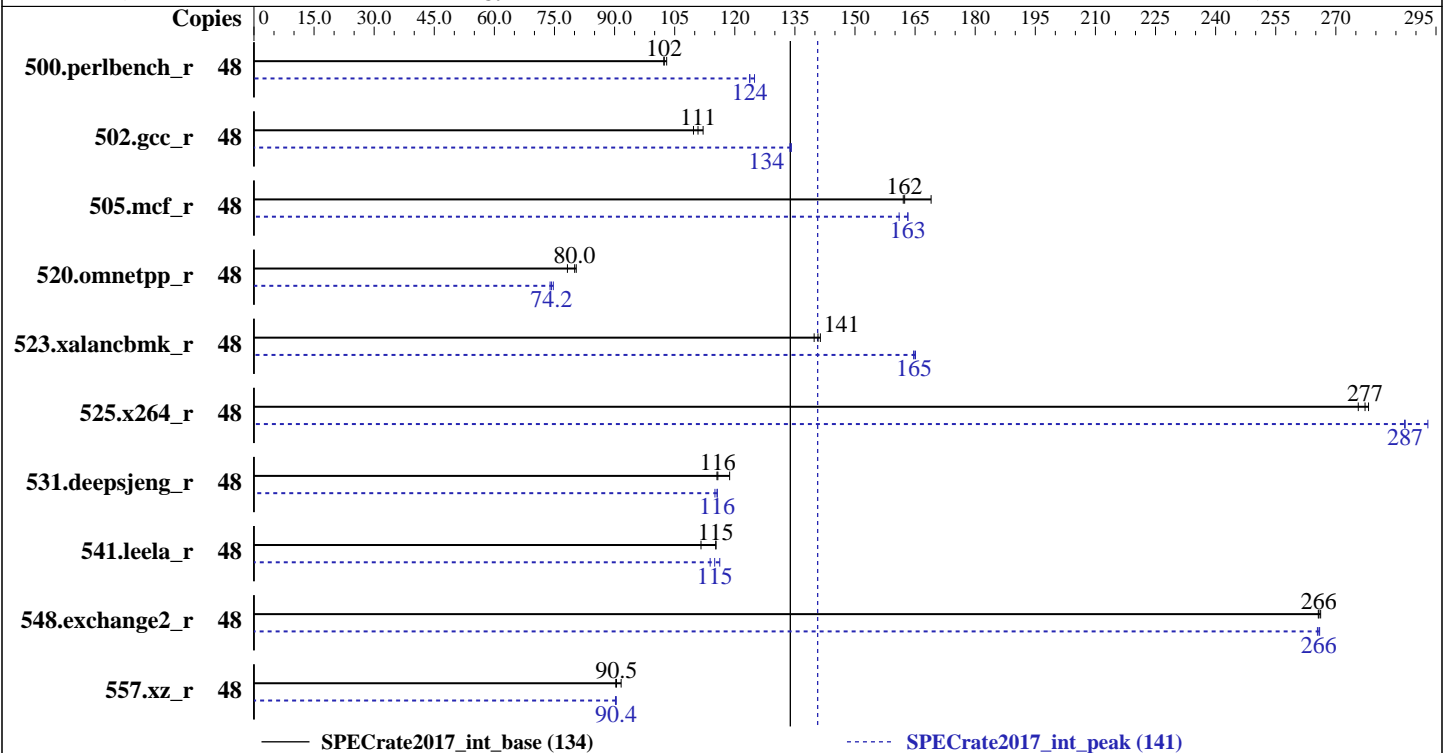 Copies 0 15.0 30.0 45.0 60.0 75.0 90.0 105 120 135 150 165 180 195 210 225 240 255 270 295
102
500.perlbench_r 48
124
111
502.gcc_r 48
134
162
505.mcf_r 48
163
80.0
520.omnetpp_r 48
74.2
141
523.xalancbmk_r 48
165
277
525.x264_r 48
287
116
531.deepsjeng_r 48
116
115
541.leela_r 48
115
266
548.exchange2_r 48
266
90.5
557.xz_r 48
90.4
SPECrate2017_int_base (134) SPECrate2017_int_peak (141)